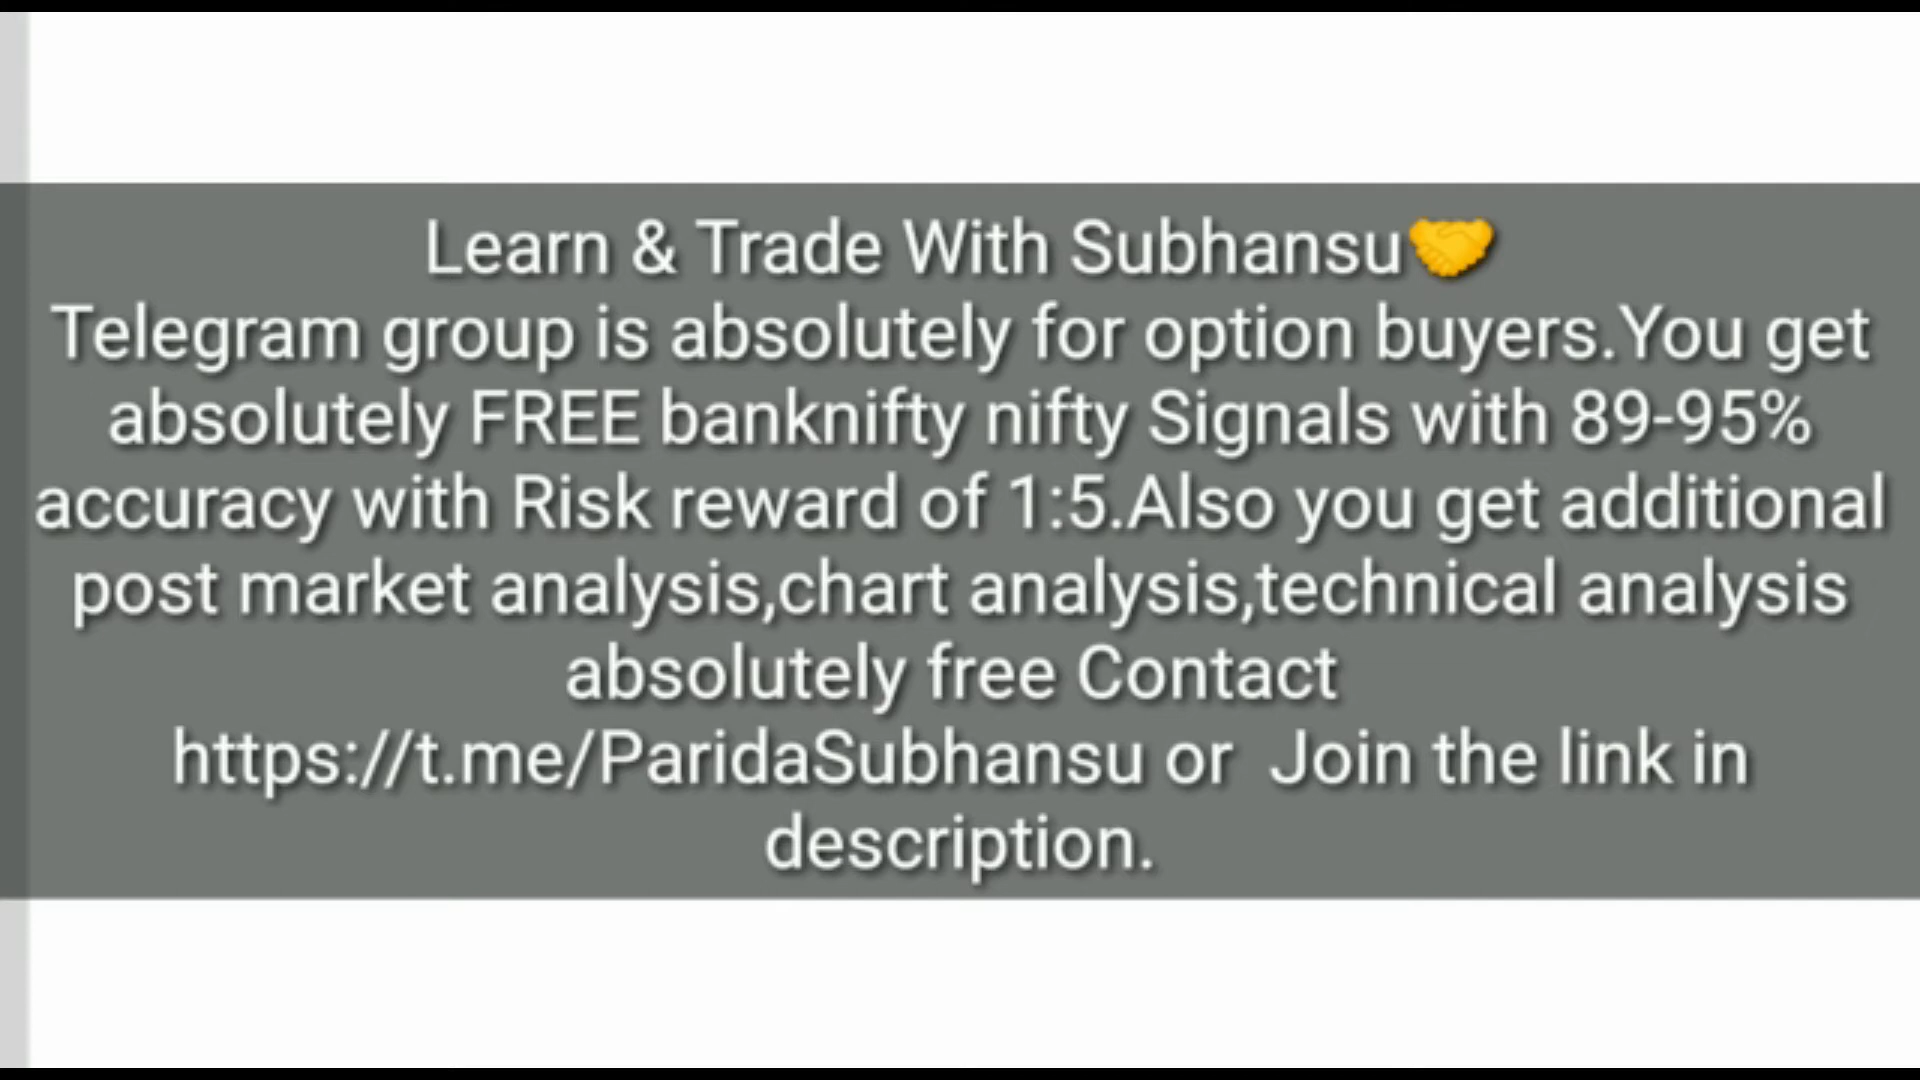 Learn & Trade With Subhansu🤝
Telegram group is absolutely for option buyers.You get
absolutely FREE banknifty nifty Signals with 89-95%
accuracy with Risk reward of 1:5.Also you get additional
post market analysis,chart analysis,technical analysis
absolutely free Contact
https://t.me/ParidaSubhansu or  Join the link in
description.